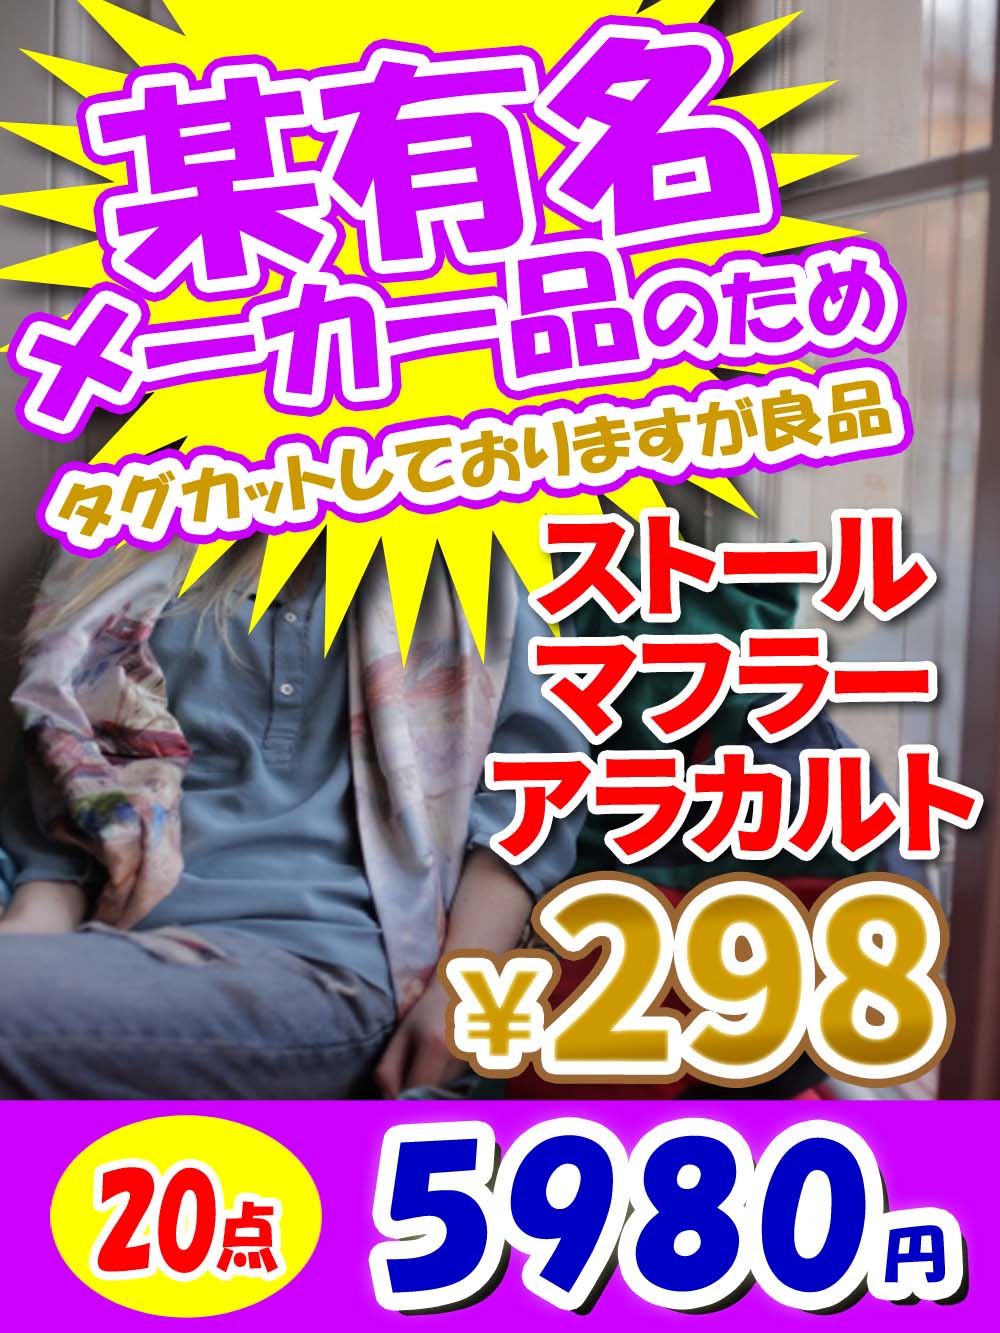 某有名
メーカー品のため
タグカットしておりますが良品
ストール
マフラー
アラカルト
¥298
20点
5980円